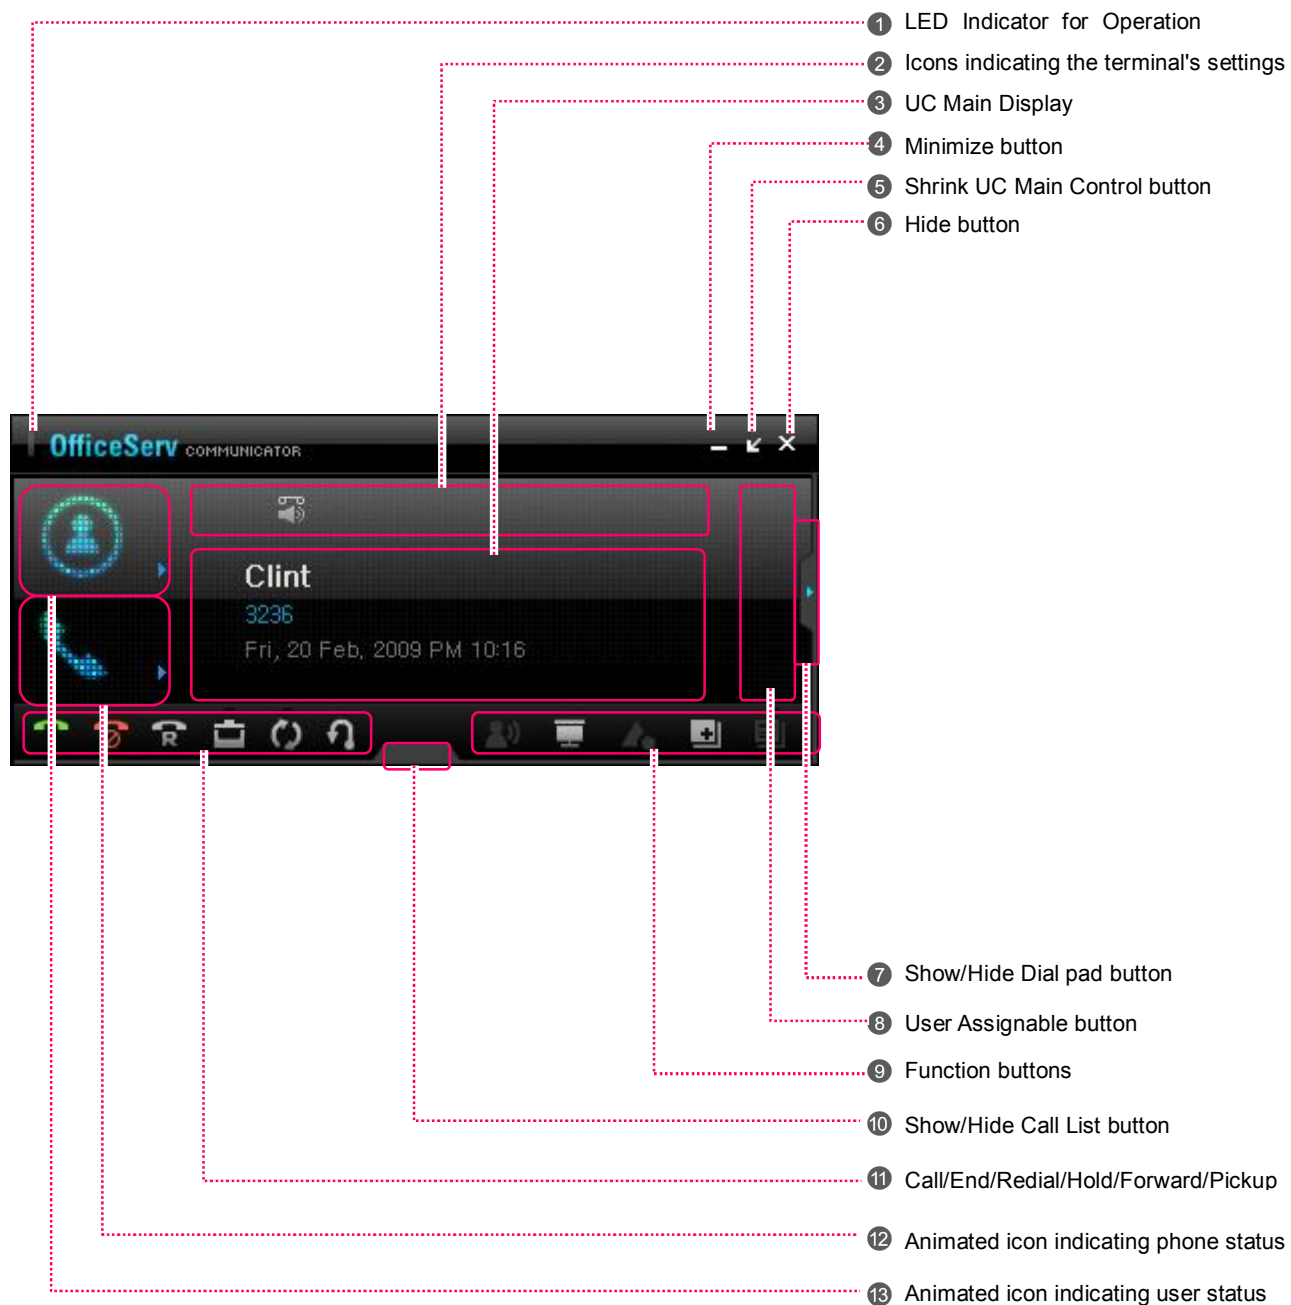 1 LED Indicator for Operation
2 Icons indicating the terminal's settings
3 UC Main Display
4 Minimize button
5 Shrink UC Main Control button
6 Hide button
OfficeServ COMMUNICATOR
Clint
3236
Fri, 20 Feb, 2009 PM 10:16
R
7 Show/Hide Dial pad button
8 User Assignable button
9 Function buttons
10 Show/Hide Call List button
11 Call/End/Redial/Hold/Forward/Pickup
12 Animated icon indicating phone status
13 Animated icon indicating user status